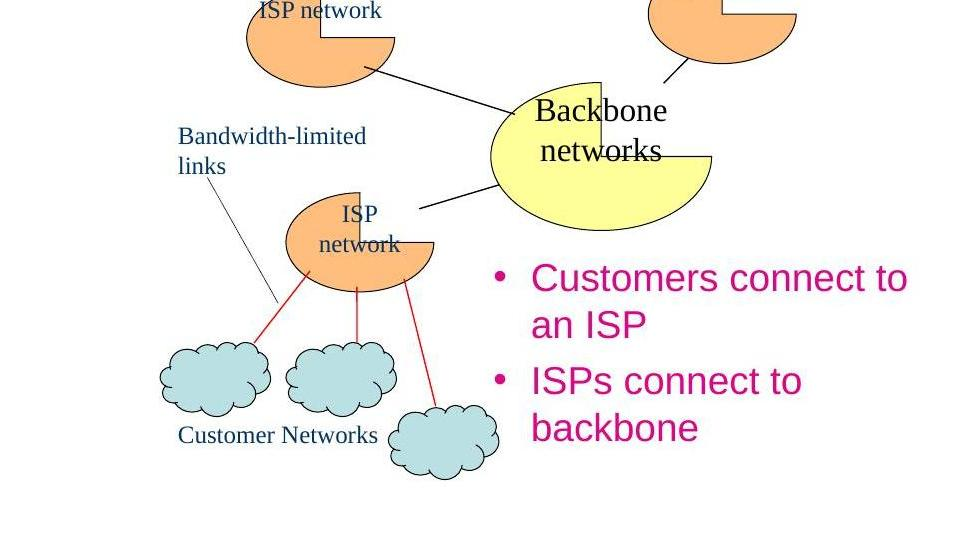 ISP network
Backbone
networks
Bandwidth-limited
links
ISP
network
• Customers connect to
an ISP
• ISPs connect to
backbone
Customer Networks